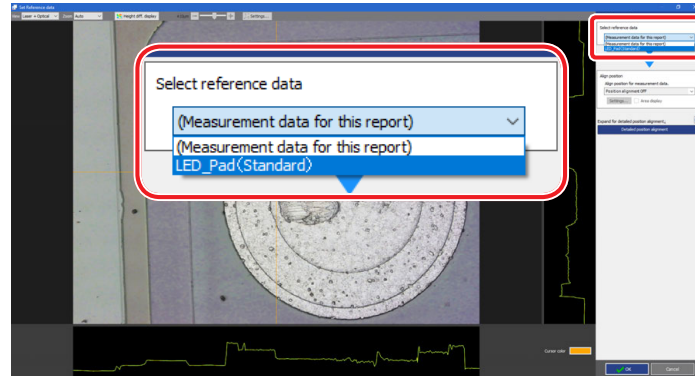 Set Reference data
View Laser + Optical Zoom Auto Height diff. display Settings...
Select reference data
(Measurement data for this report)
(Measurement data for this report)
LED_Pad(Standard)
Select reference data
(Measurement data for this report)
(Measurement data for this report)
LED_Pad(Standard)
Align position
Align position for measurement data.
Position alignment OFF
Settings... Area display
Expand for detailed position alignment.
Detailed position alignment
Cursor color
OK Cancel